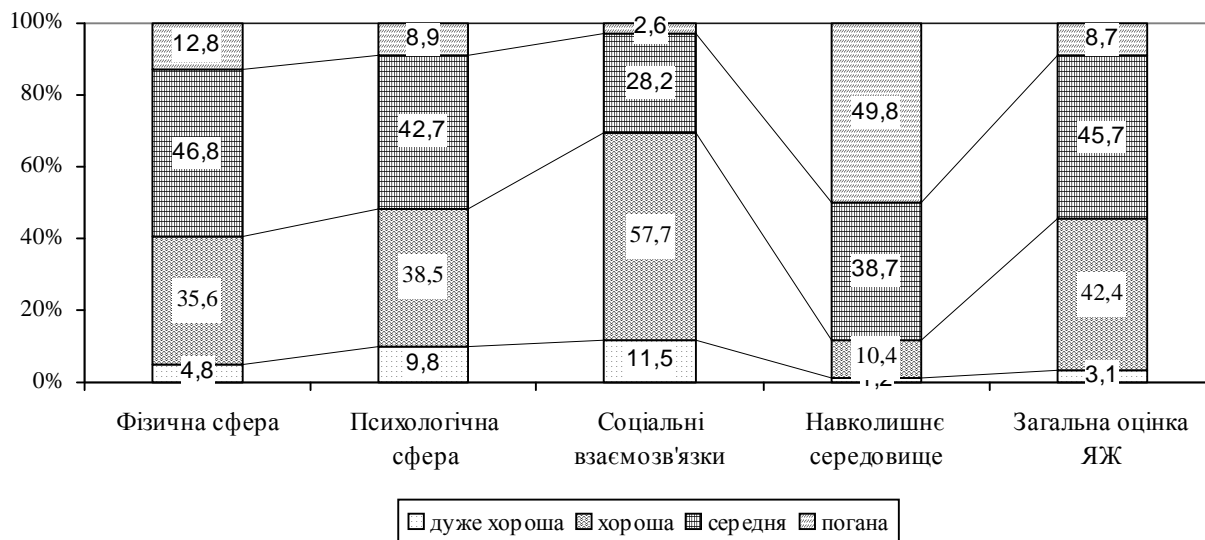 100%
80%
60%
40%
20%
0%
12,8
46,8
35,6
4,8
8,9
42,7
38,5
9,8
2,6
28,2
57,7
11,5
49,8
38,7
10,4
1,2
8,7
45,7
42,4
3,1
Фізична сфера
Психологічна
сфера
Соціальні
взаємозв'язки
Навколишнє
середовище
Загальна оцінка
ЯЖ
дуже хороша хороша середня погана